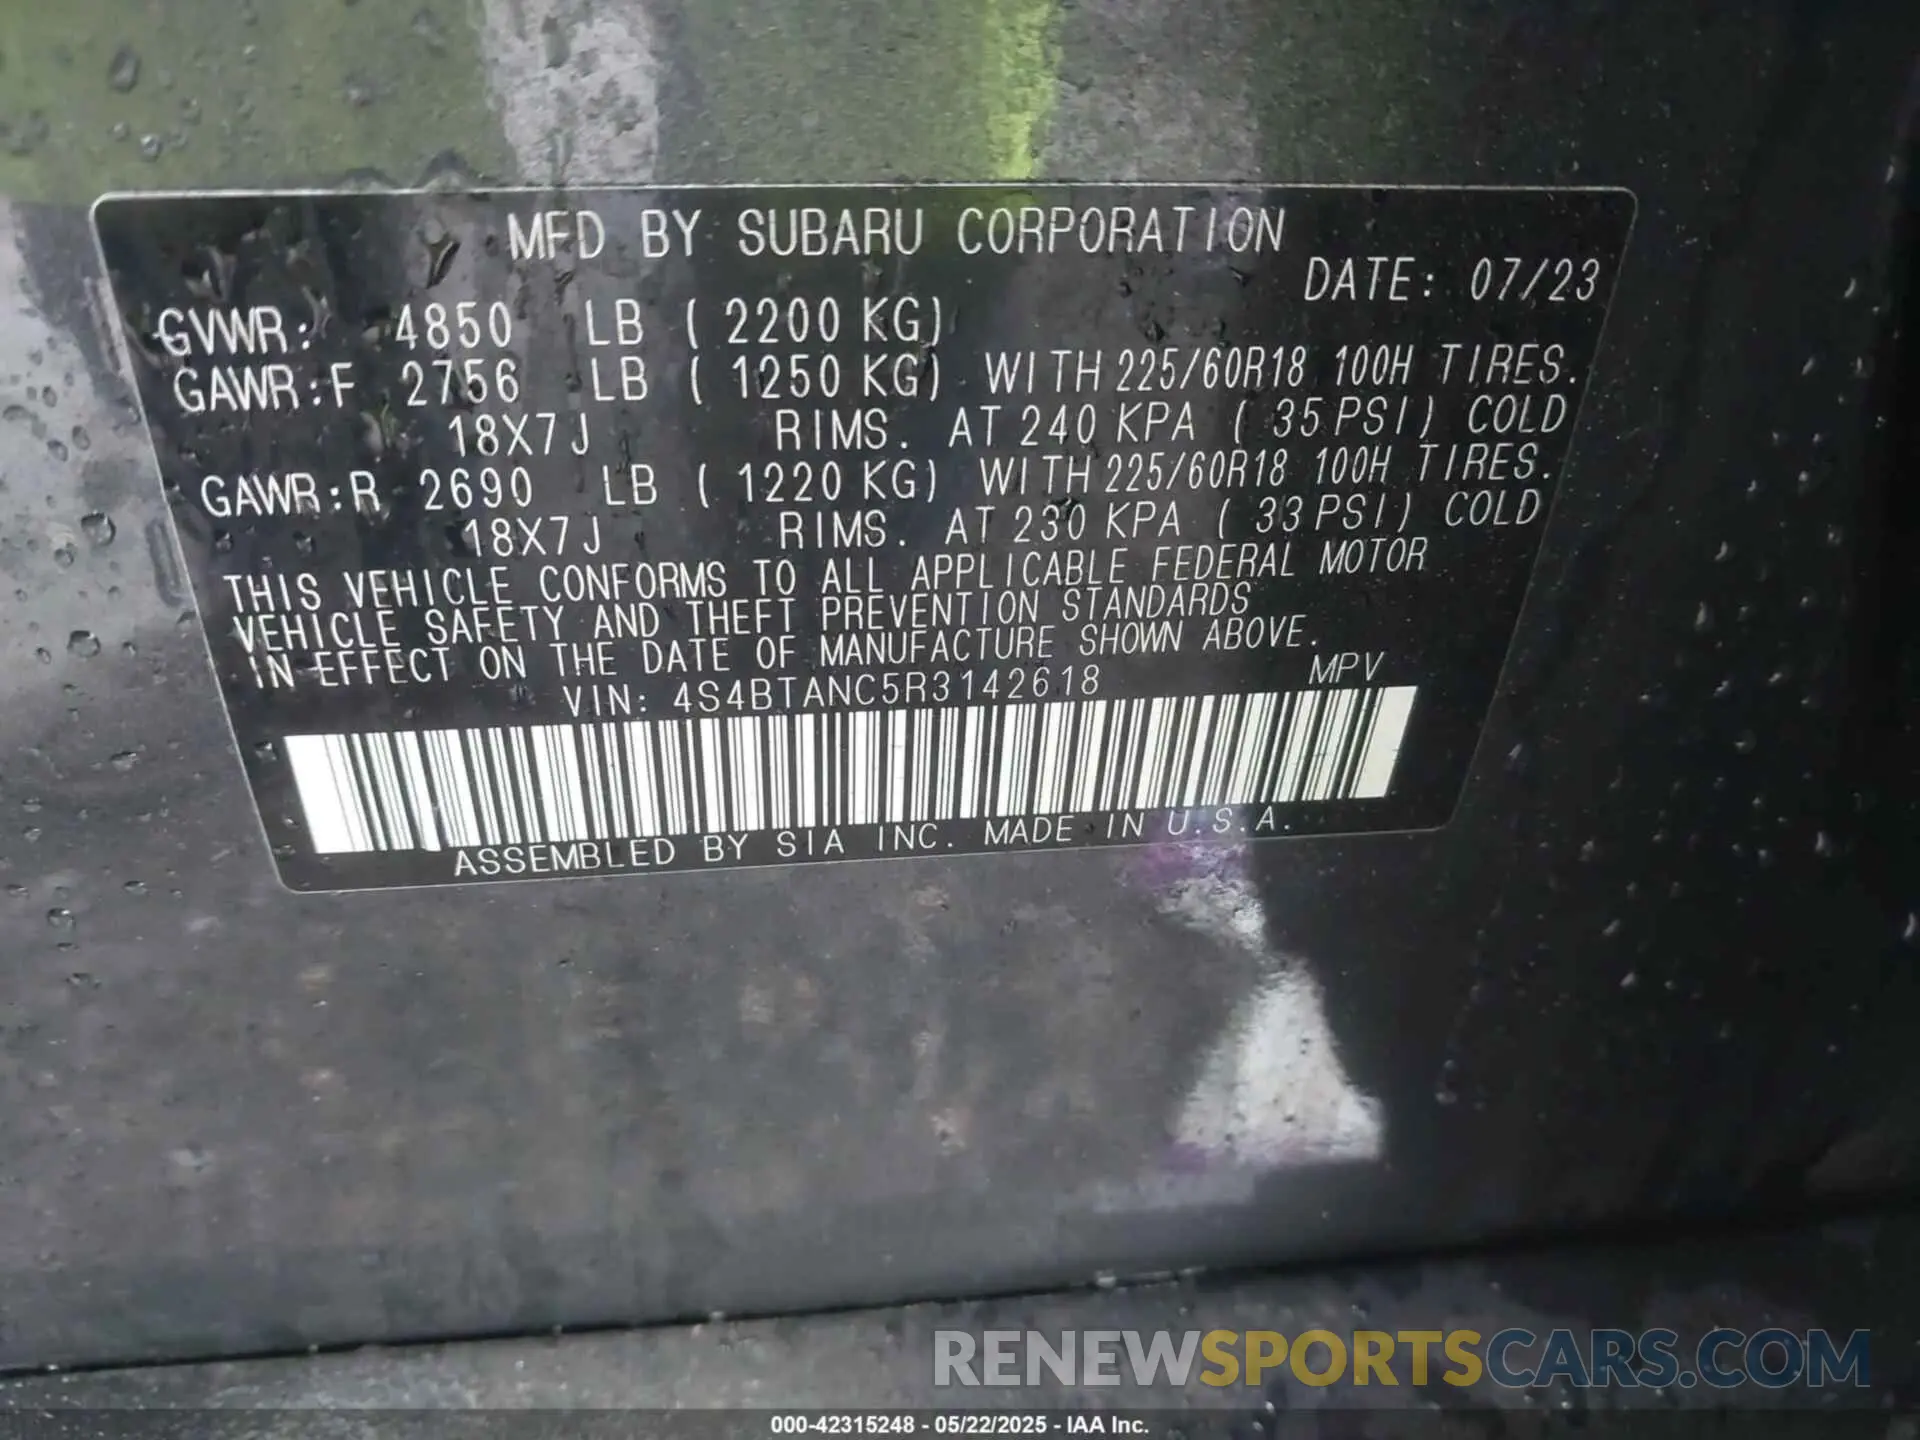 MFD BY SUBARU CORPORATION
DATE: 07/23
GVWR: 4850 LB ( 2200 KG)
GAWR:F 2756 LB ( 1250 KG) WITH 225/60R18 100H TIRES.
18X7J RIMS. AT 240 KPA ( 35 PSI) COLD
GAWR:R 2690 LB ( 1220 KG) WITH 225/60R18 100H TIRES.
18X7J RIMS. AT 230 KPA ( 33 PSI) COLD
THIS VEHICLE CONFORMS TO ALL APPLICABLE FEDERAL MOTOR
VEHICLE SAFETY AND THEFT PREVENTION STANDARDS
IN EFFECT ON THE DATE OF MANUFACTURE SHOWN ABOVE.
VIN: 4S4BTANC5R3142618 MPV
ASSEMBLED BY SIA INC. MADE IN U.S.A.
RENEWSPORTSCARS.COM
000-42315248 - 05/22/2025 - IAA Inc.